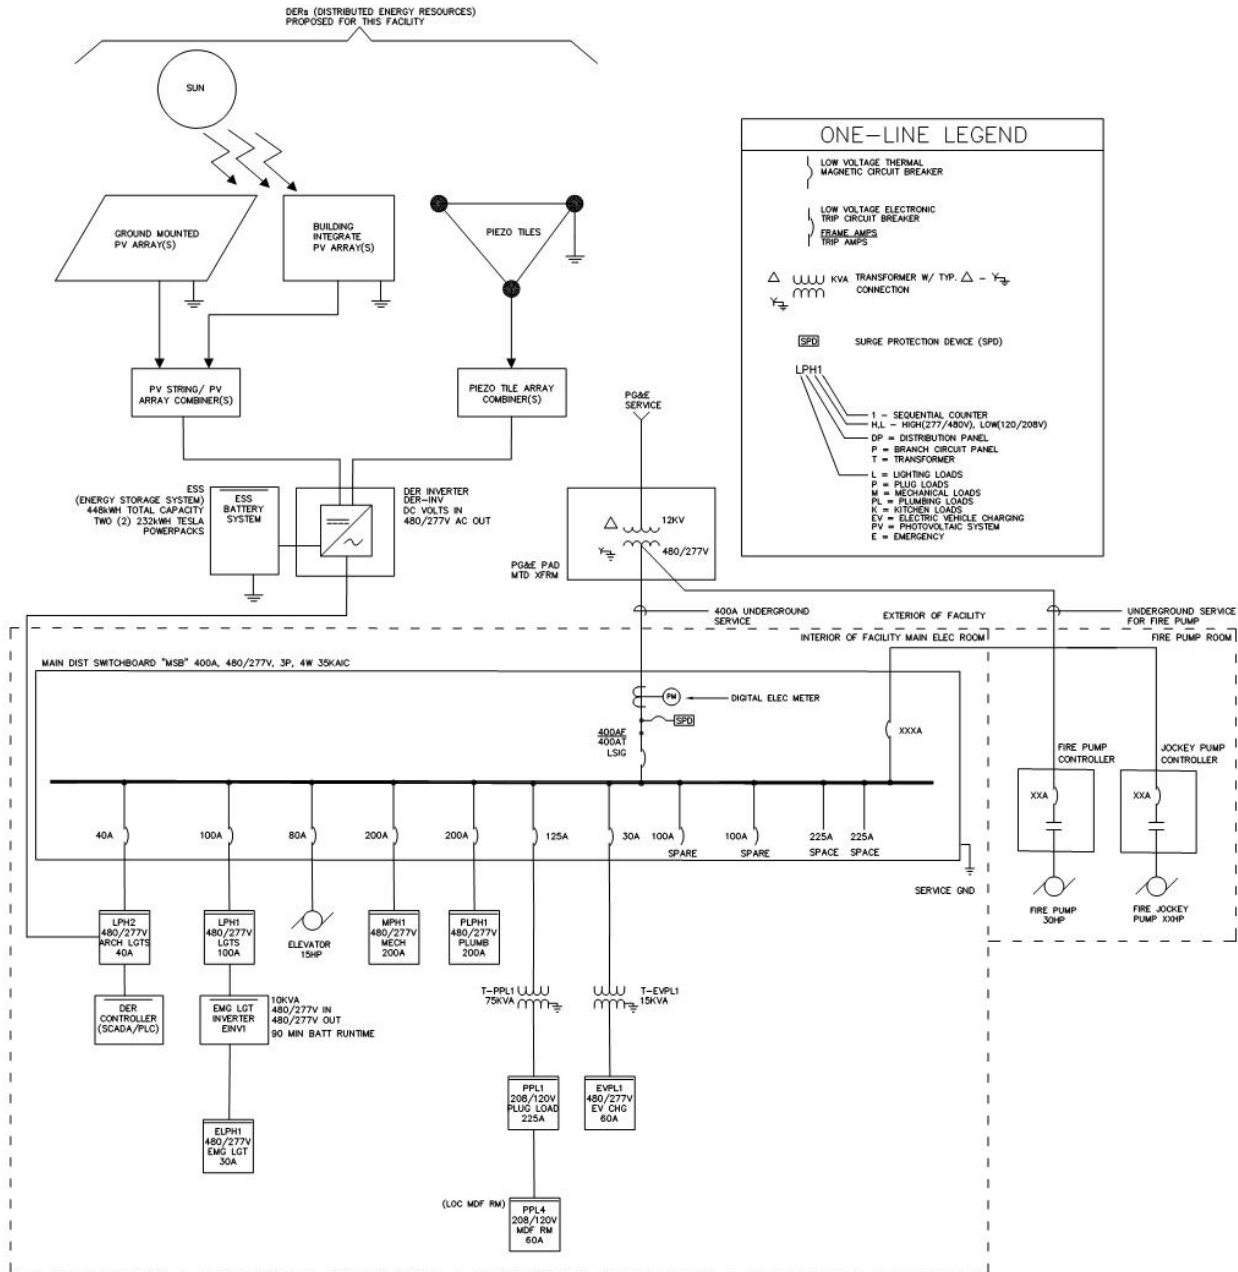 DERs (DISTRIBUTED ENERGY RESOURCES)
PROPOSED FOR THIS FACILITY
SUN
GROUND MOUNTED
PV ARRAY(S)
BUILDING
INTEGRATE
PV ARRAY(S)
PIEZO TILES
PV STRING/ PV
ARRAY COMBINER(S)
PIEZO TILE ARRAY
COMBINER(S)
ESS
(ENERGY STORAGE SYSTEM)
448kWH TOTAL CAPACITY
TWO (2) 232kWH TESLA
POWERPACKS
ESS
BATTERY
SYSTEM
DER INVERTER
DER-INV
DC VOLTS IN
480/277V AC OUT
PG&E
SERVICE
12KV
480/277V
PG&E PAD
MTD XFRM
ONE-LINE LEGEND
LOW VOLTAGE THERMAL
MAGNETIC CIRCUIT BREAKER
LOW VOLTAGE ELECTRONIC
TRIP CIRCUIT BREAKER
FRAME AMPS
TRIP AMPS
△ KVA TRANSFORMER W/ TYP. △ - Y
CONNECTION
Y
SPD SURGE PROTECTION DEVICE (SPD)
LPH1
1 - SEQUENTIAL COUNTER
H,L - HIGH(277/480V), LOW(120/208V)
DP = DISTRIBUTION PANEL
P = BRANCH CIRCUIT PANEL
T = TRANSFORMER
L = LIGHTING LOADS
P = PLUG LOADS
M = MECHANICAL LOADS
PL = PLUMBING LOADS
K = KITCHEN LOADS
EV = ELECTRIC VEHICLE CHARGING
PV = PHOTOVOLTAIC SYSTEM
E = EMERGENCY
400A UNDERGROUND
SERVICE
EXTERIOR OF FACILITY
UNDERGROUND SERVICE
FOR FIRE PUMP
INTERIOR OF FACILITY MAIN ELEC ROOM
FIRE PUMP ROOM
MAIN DIST SWITCHBOARD "MSB" 400A, 480/277V, 3P, 4W 35KAIC
PM
DIGITAL ELEC METER
SPD
400AF
400AT
LSIG
XXXA
FIRE PUMP
CONTROLLER
JOCKEY PUMP
CONTROLLER
XXA
XXA
FIRE PUMP
30HP
FIRE JOCKEY
PUMP XXHP
40A
100A
80A
200A
200A
125A
30A
100A
SPARE
100A
SPARE
225A
SPACE
225A
SPACE
SERVICE GND
LPH2
480/277V
ARCH LGTS
40A
LPH1
480/277V
LGTS
100A
ELEVATOR
15HP
MPH1
480/277V
MECH
200A
PLPH1
480/277V
PLUMB
200A
DER
CONTROLLER
(SCADA/PLC)
EMG LGT
INVERTER
EINV1
10KVA
480/277V IN
480/277V OUT
90 MIN BATT RUNTIME
T-PPL1
75KVA
T-EVPL1
15KVA
PPL1
208/120V
PLUG LOAD
225A
EVPL1
480/277V
EV CHG
60A
ELPH1
480/277V
EMG LGT
30A
(LOC MDF RM)
PPL4
208/120V
MDF RM
60A